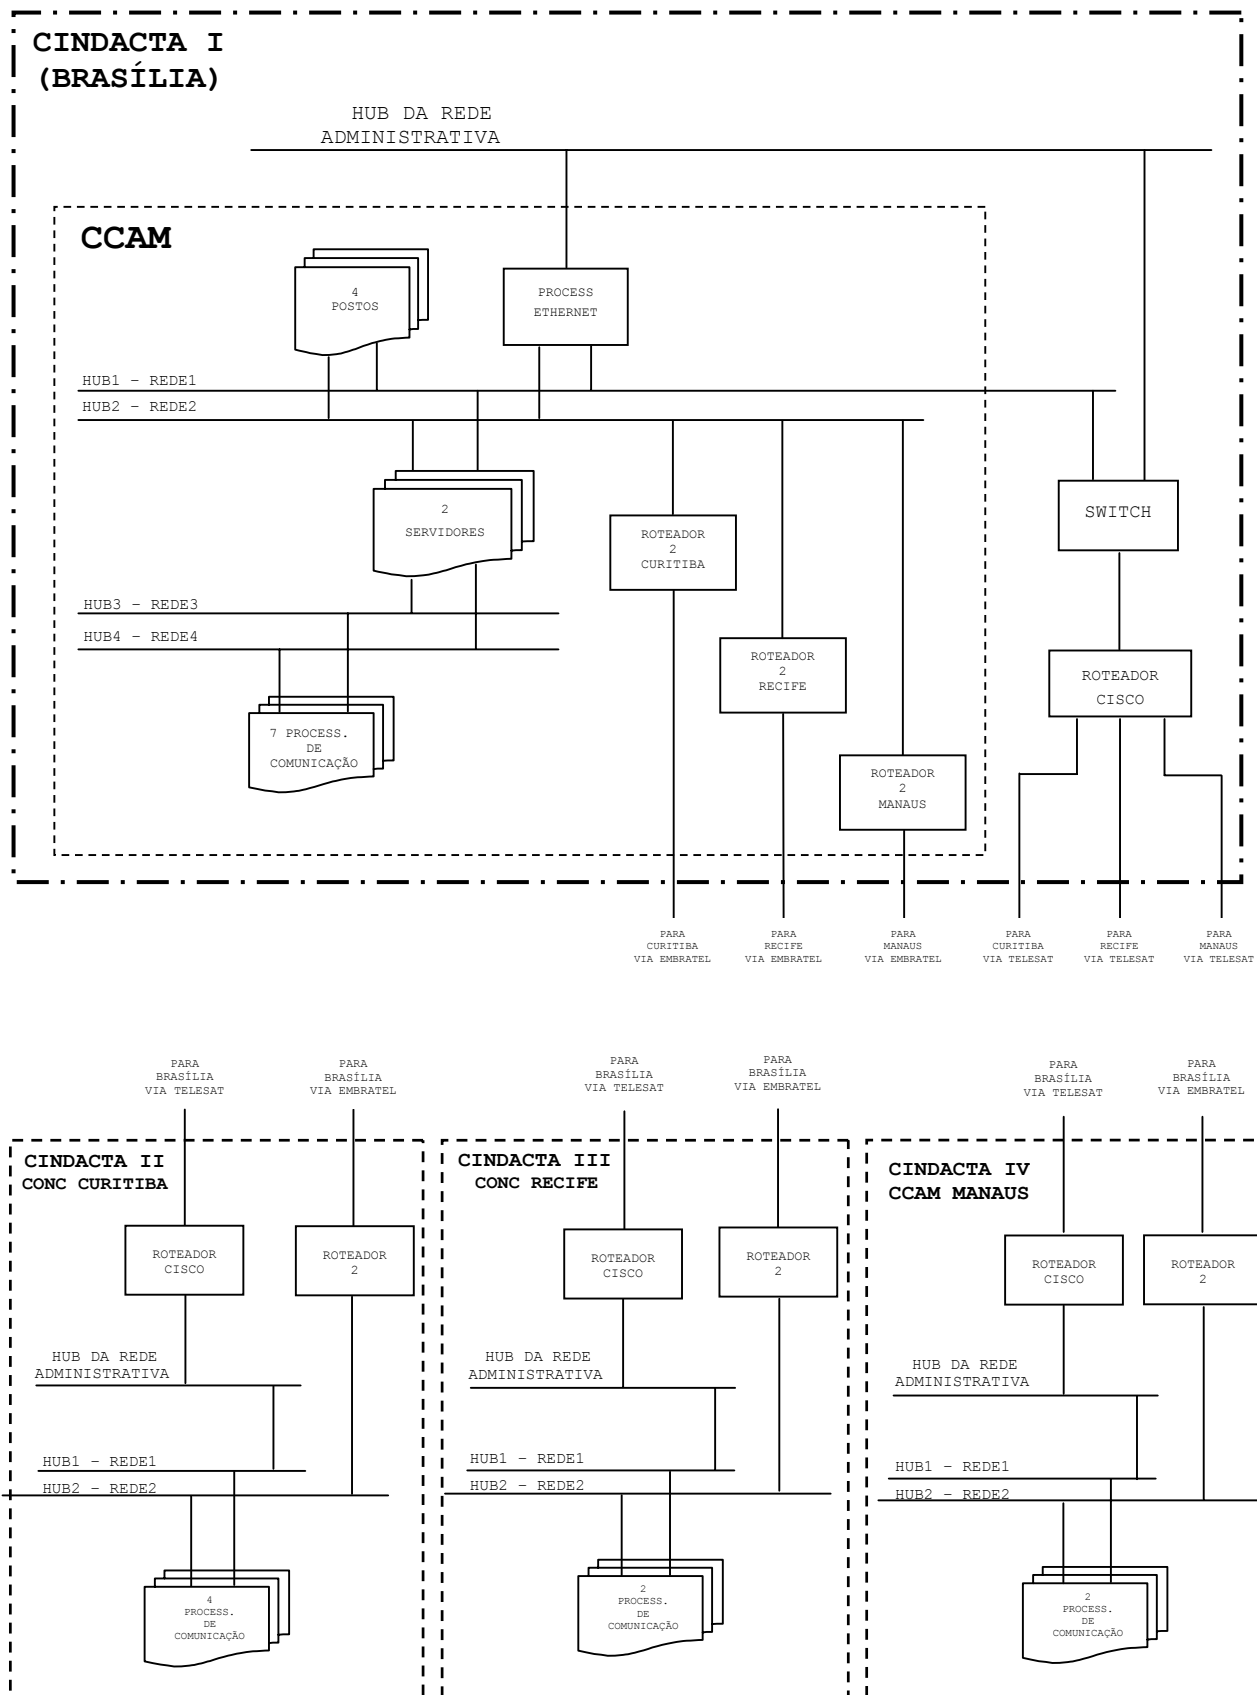 CINDACTA I
(BRASÍLIA)
HUB DA REDE
ADMINISTRATIVA
CCAM
4
POSTOS
PROCESS
ETHERNET
HUB1 – REDE1
HUB2 – REDE2
2
SERVIDORES
ROTEADOR
2
CURITIBA
SWITCH
HUB3 – REDE3
HUB4 – REDE4
ROTEADOR
2
RECIFE
ROTEADOR
CISCO
7 PROCESS.
DE
COMUNICAÇÃO
ROTEADOR
2
MANAUS
PARA
CURITIBA
VIA EMBRATEL
PARA
RECIFE
VIA EMBRATEL
PARA
MANAUS
VIA EMBRATEL
PARA
CURITIBA
VIA TELESAT
PARA
RECIFE
VIA TELESAT
PARA
MANAUS
VIA TELESAT
PARA
BRASÍLIA
VIA TELESAT
PARA
BRASÍLIA
VIA EMBRATEL
CINDACTA II
CONC CURITIBA
ROTEADOR
CISCO
ROTEADOR
2
HUB DA REDE
ADMINISTRATIVA
HUB1 – REDE1
HUB2 – REDE2
4
PROCESS.
DE
COMUNICAÇÃO
PARA
BRASÍLIA
VIA TELESAT
PARA
BRASÍLIA
VIA EMBRATEL
CINDACTA III
CONC RECIFE
ROTEADOR
CISCO
ROTEADOR
2
HUB DA REDE
ADMINISTRATIVA
HUB1 – REDE1
HUB2 – REDE2
2
PROCESS.
DE
COMUNICAÇÃO
PARA
BRASÍLIA
VIA TELESAT
PARA
BRASÍLIA
VIA EMBRATEL
CINDACTA IV
CCAM MANAUS
ROTEADOR
CISCO
ROTEADOR
2
HUB DA REDE
ADMINISTRATIVA
HUB1 – REDE1
HUB2 – REDE2
2
PROCESS.
DE
COMUNICAÇÃO